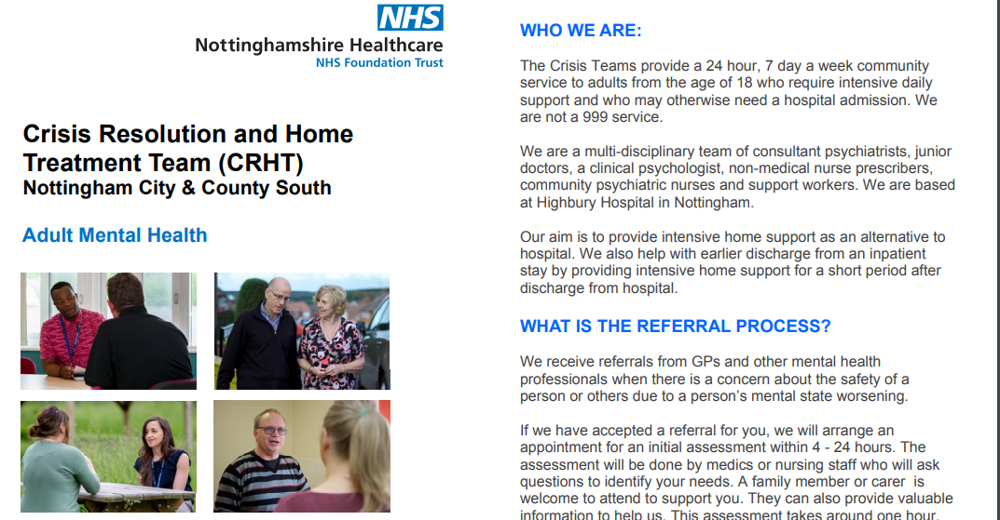 NHS
Nottinghamshire Healthcare
NHS Foundation Trust
Crisis Resolution and Home
Treatment Team (CRHT)
Nottingham City & County South
Adult Mental Health
WHO WE ARE:
The Crisis Teams provide a 24 hour, 7 day a week community
service to adults from the age of 18 who require intensive daily
support and who may otherwise need a hospital admission. We
are not a 999 service.
We are a multi-disciplinary team of consultant psychiatrists, junior
doctors, a clinical psychologist, non-medical nurse prescribers,
community psychiatric nurses and support workers. We are based
at Highbury Hospital in Nottingham.
Our aim is to provide intensive home support as an alternative to
hospital. We also help with earlier discharge from an inpatient
stay by providing intensive home support for a short period after
discharge from hospital.
WHAT IS THE REFERRAL PROCESS?
We receive referrals from GPs and other mental health
professionals when there is a concern about the safety of a
person or others due to a person’s mental state worsening.
If we have accepted a referral for you, we will arrange an
appointment for an initial assessment within 4 - 24 hours. The
assessment will be done by medics or nursing staff who will ask
questions to identify your needs. A family member or carer  is
welcome to attend to support you. They can also provide valuable
information to help us. This assessment takes around one hour.